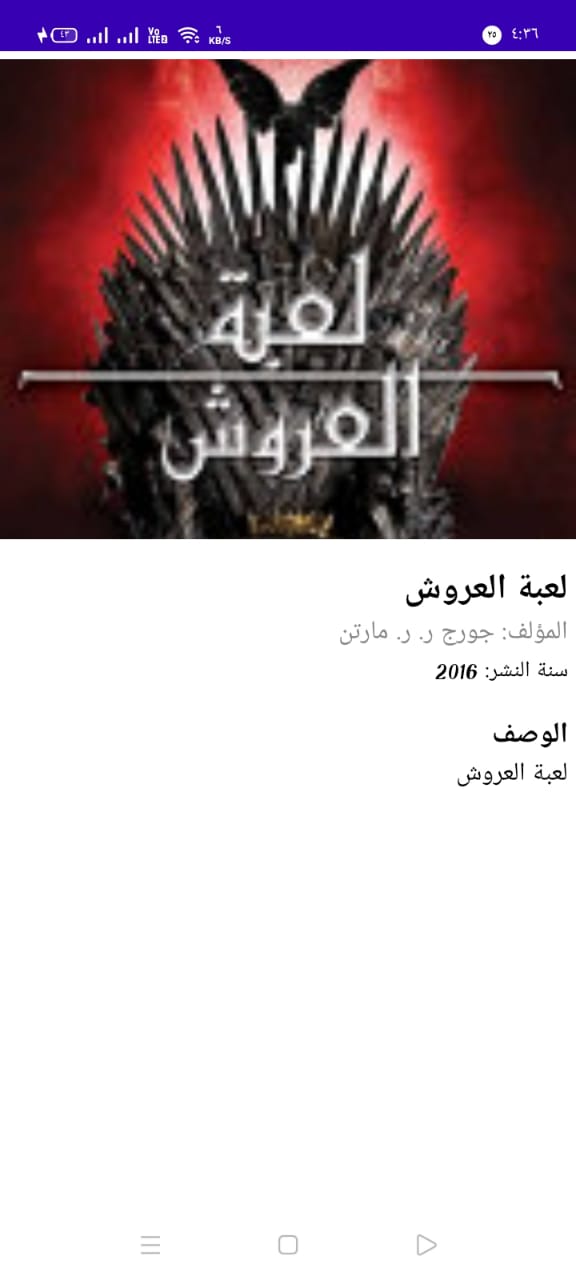 ٤:٣٦
٢٥
٦
KB/S
Vo
LTE2
٤٣
لعبة
العروش
لعبة العروش
المؤلف: جورج ر. ر. مارتن
سنة النشر: 2016
الوصف
لعبة العروش